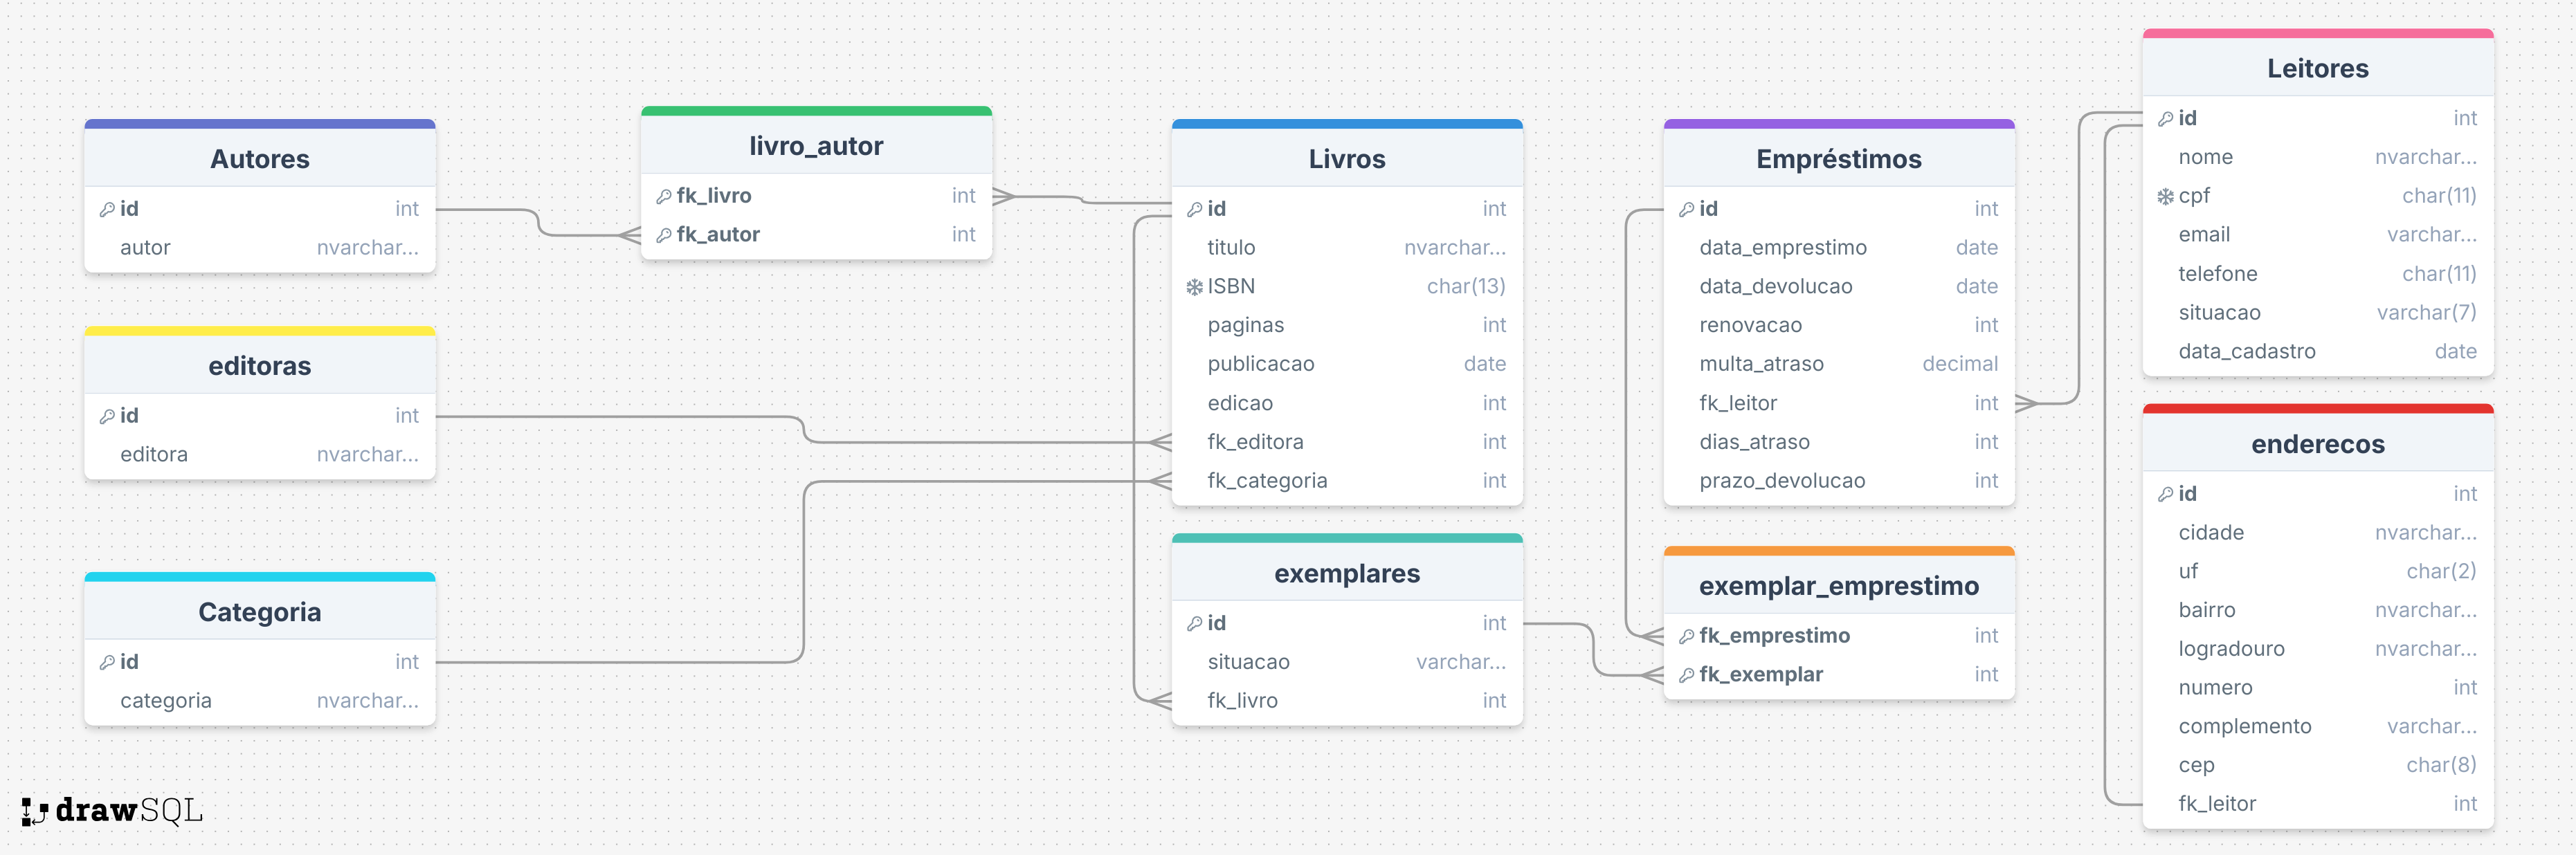 Autores
id int
autor nvarchar...
editoras
id int
editora nvarchar...
Categoria
id int
categoria nvarchar...
livro_autor
fk_livro int
fk_autor int
Livros
id int
titulo nvarchar...
ISBN char(13)
paginas int
publicacao date
edicao int
fk_editora int
fk_categoria int
exemplares
id int
situacao varchar...
fk_livro int
Empréstimos
id int
data_emprestimo date
data_devolucao date
renovacao int
multa_atraso decimal
fk_leitor int
dias_atraso int
prazo_devolucao int
exemplar_emprestimo
fk_emprestimo int
fk_exemplar int
Leitores
id int
nome nvarchar...
cpf char(11)
email varchar...
telefone char(11)
situacao varchar(7)
data_cadastro date
enderecos
id int
cidade nvarchar...
uf char(2)
bairro nvarchar...
logradouro nvarchar...
numero int
complemento varchar...
cep char(8)
fk_leitor int
drawSQL